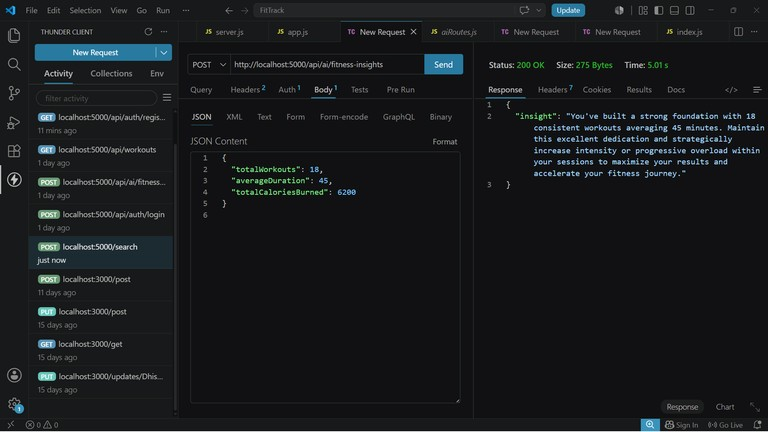 File Edit Selection View Go Run ··· FitTrack Update
THUNDER CLIENT
New Request
Activity Collections Env
filter activity
GET localhost:5000/api/auth/regis...
11 mins ago
GET localhost:5000/api/workouts
1 day ago
POST localhost:5000/api/ai/fitness...
1 day ago
POST localhost:5000/api/auth/login
1 day ago
POST localhost:5000/search
just now
POST localhost:3000/post
11 days ago
PUT localhost:3000/post
15 days ago
GET localhost:3000/get
15 days ago
PUT localhost:3000/updates/Dhis...
15 days ago
JS server.js JS app.js JS New Request JS aiRoutes.js JS New Request JS New Request JS index.js
POST http://localhost:5000/api/ai/fitness-insights Send
Query Headers 2 Auth 1 Body 1 Tests Pre Run
JSON XML Text Form Form-encode GraphQL Binary
JSON Content Format
1 {
2 "totalWorkouts": 18,
3 "averageDuration": 45,
4 "totalCaloriesBurned": 6200
5 }
6
Status: 200 OK Size: 275 Bytes Time: 5.01 s
Response Headers 7 Cookies Results Docs </>
1 {
2 "insight": "You've built a strong foundation with 18
consistent workouts averaging 45 minutes. Maintain
this excellent dedication and strategically
increase intensity or progressive overload within
your sessions to maximize your results and
accelerate your fitness journey."
3 }
Response Chart
1
0 0 Sign In Go Live